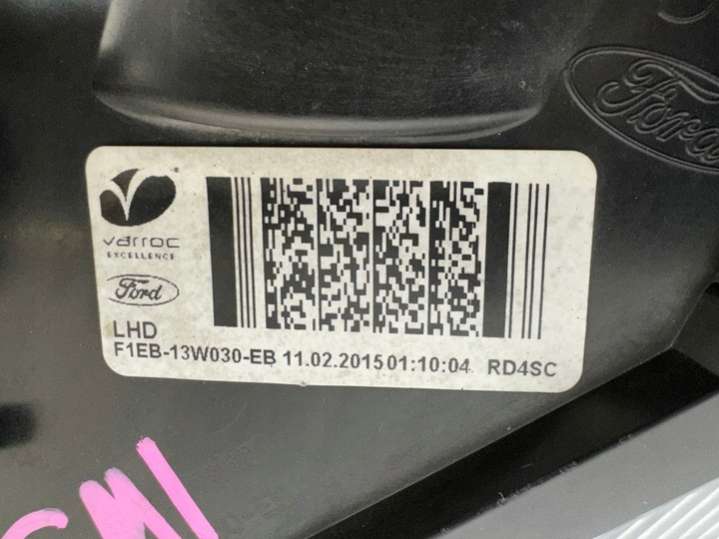 Ford
varroc
EXCELLENCE
Ford
LHD
F1EB-13W030-EB 11.02.2015 01:10:04 RD4SC